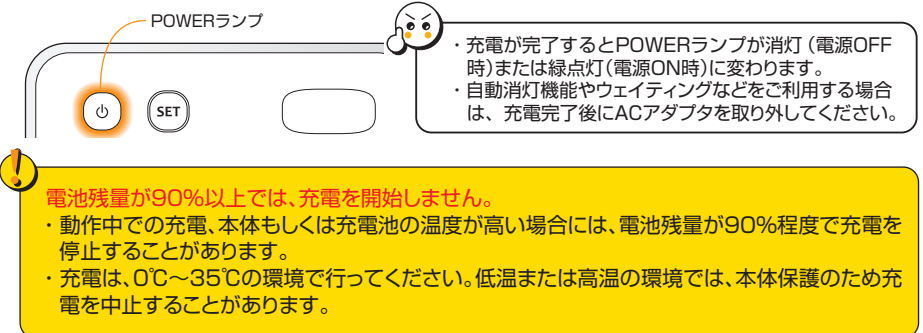 POWERランプ
・充電が完了するとPOWERランプが消灯（電源OFF
時）または緑点灯（電源ON時）に変わります。
・自動消灯機能やウェイティングなどをご利用する場合
は、充電完了後にACアダプタを取り外してください。
SET
電池残量が90％以上では、充電を開始しません。
・動作中での充電、本体もしくは充電池の温度が高い場合には、電池残量が90％程度で充電を
停止することがあります。
・充電は、0℃～35℃の環境で行ってください。低温または高温の環境では、本体保護のため充
電を中止することがあります。